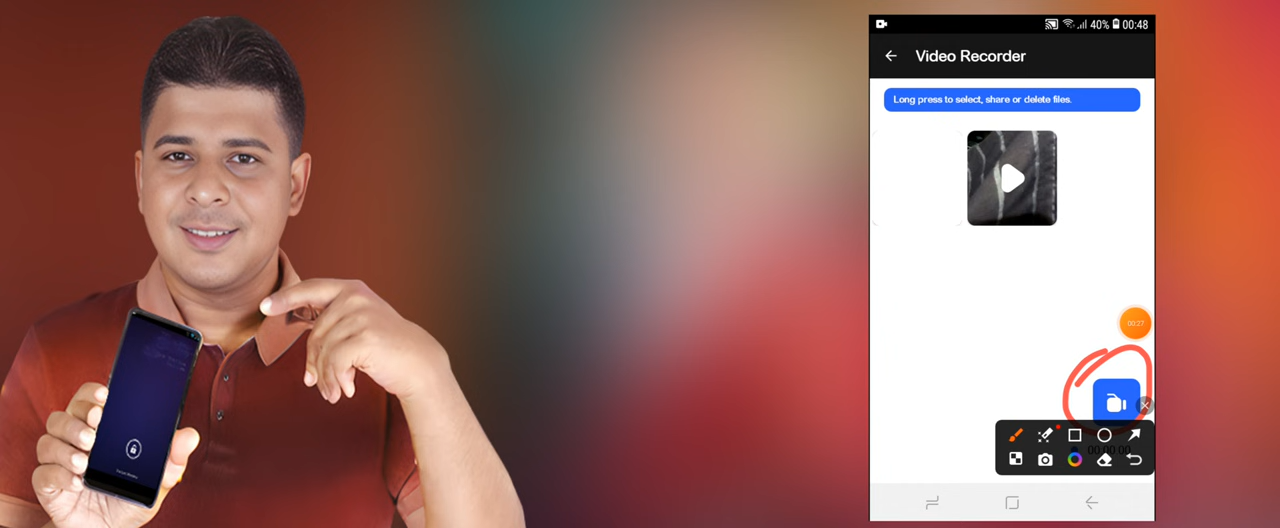 40% 00:48
Video Recorder
Long press to select, share or delete files.
00:27